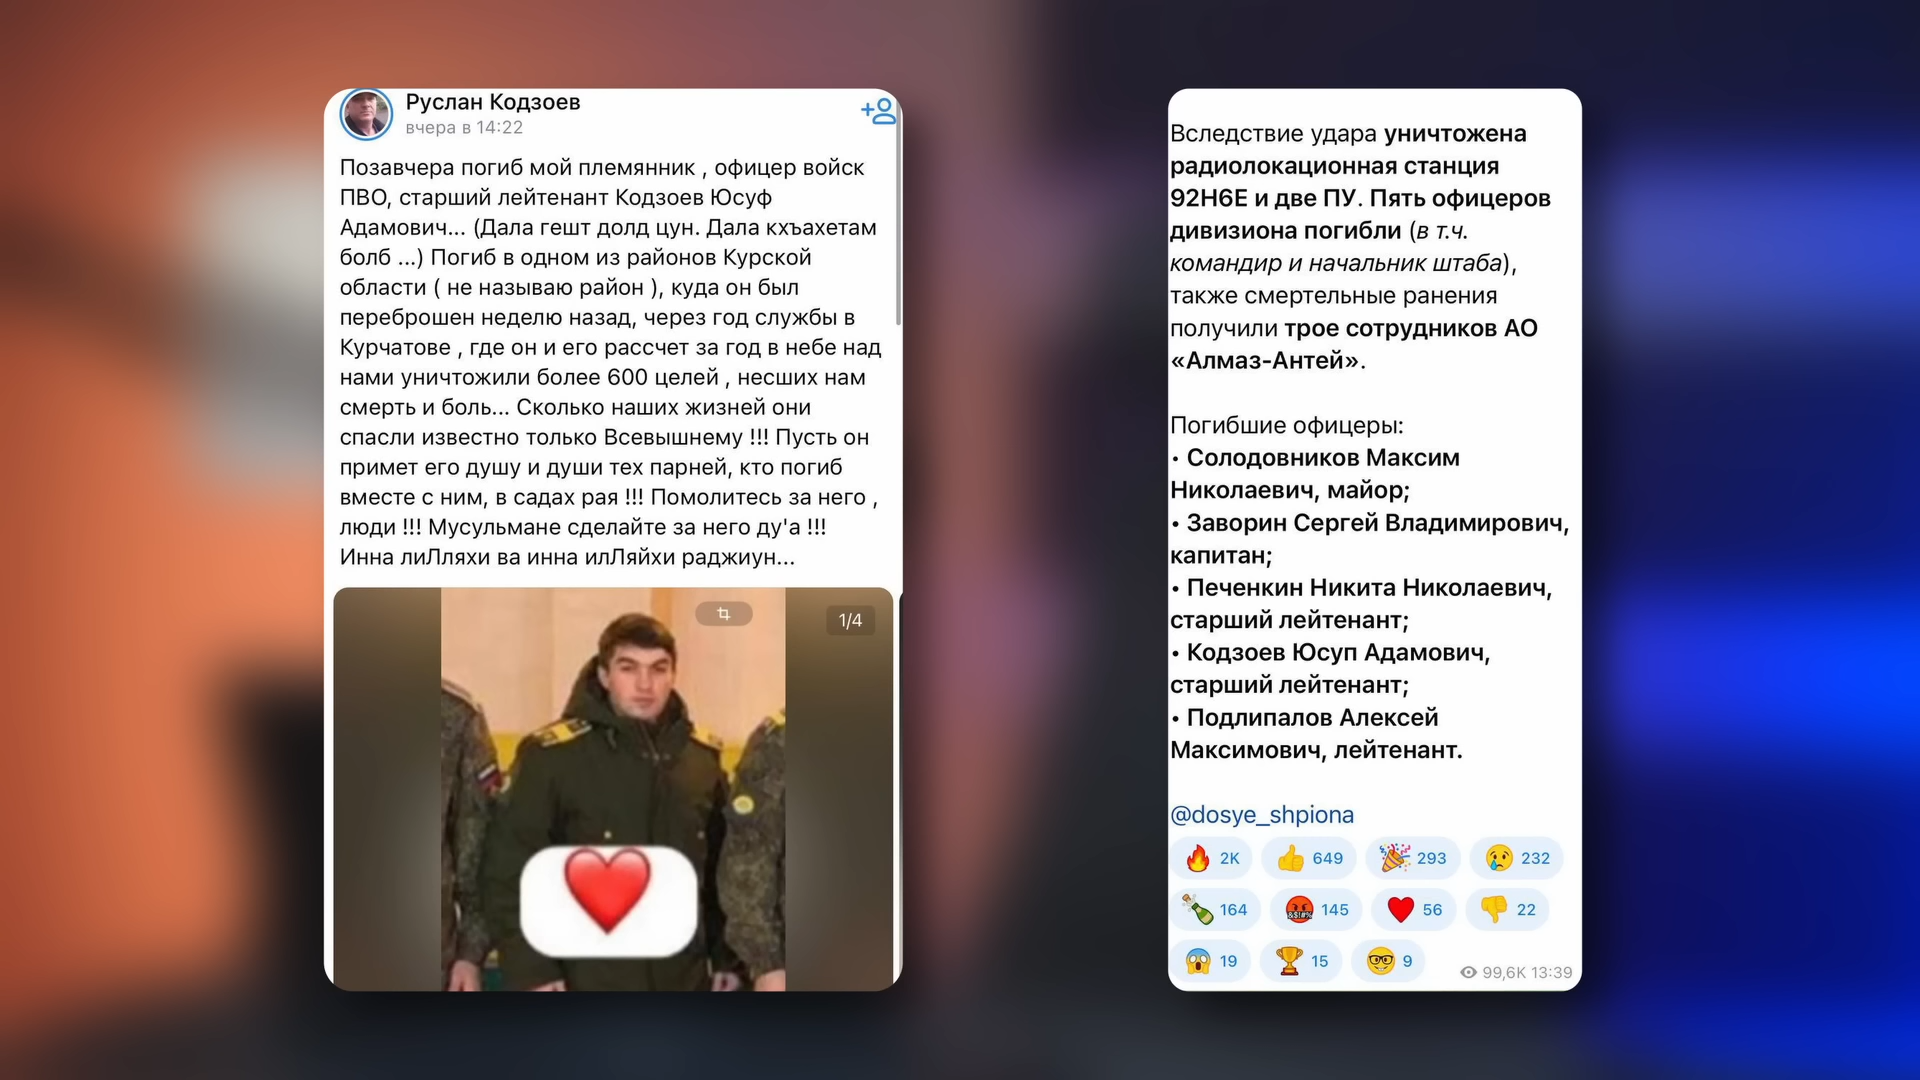 Руслан Кодзоев
вчера в 14:22
Позавчера погиб мой племянник , офицер войск
ПВО, старший лейтенант Кодзоев Юсуф
Адамович... (Дала гешт долд цун. Дала кхъахетам
болб ...) Погиб в одном из районов Курской
области ( не называю район ), куда он был
переброшен неделю назад, через год службы в
Курчатове , где он и его рассчет за год в небе над
нами уничтожили более 600 целей , несших нам
смерть и боль... Сколько наших жизней они
спасли известно только Всевышнему !!! Пусть он
примет его душу и души тех парней, кто погиб
вместе с ним, в садах рая !!! Помолитесь за него ,
люди !!! Мусульмане сделайте за него ду'а !!!
Инна лиЛляхи ва инна илЛяйхи раджиун...
1/4
Вследствие удара уничтожена
радиолокационная станция
92Н6Е и две ПУ. Пять офицеров
дивизиона погибли (в т.ч.
командир и начальник штаба),
также смертельные ранения
получили трое сотрудников АО
«Алмаз-Антей».
Погибшие офицеры:
• Солодовников Максим
Николаевич, майор;
• Заворин Сергей Владимирович,
капитан;
• Печенкин Никита Николаевич,
старший лейтенант;
• Кодзоев Юсуп Адамович,
старший лейтенант;
• Подлипалов Алексей
Максимович, лейтенант.
@dosye_shpiona
2K 649 293 232
164 145 56 22
19 15 9
99,6K 13:39